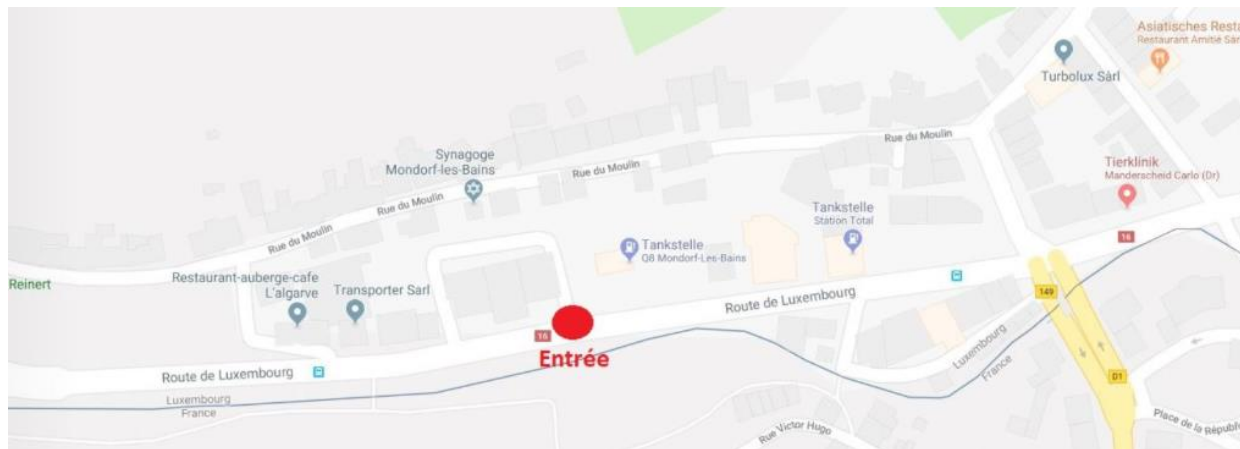 Asiatisches Resta
Restaurant Amitié Sàr
Turbolux Sàrl
Rue du Moulin
Synagoge
Mondorf-les-Bains
Rue du Moulin
Tierklinik
Manderscheid Carlo (Dr)
Rue du Moulin
Tankstelle
Station Total
Rue du Moulin
Tankstelle
Q8 Mondorf-Les-Bains
16
Reinert
Restaurant-auberge-cafe
L'algarve
Transporter Sarl
149
Route de Luxembourg
16
Entrée
Luxembourg
France
Route de Luxembourg
D1
Luxembourg
France
Rue Victor Hugo
Place de la Républ